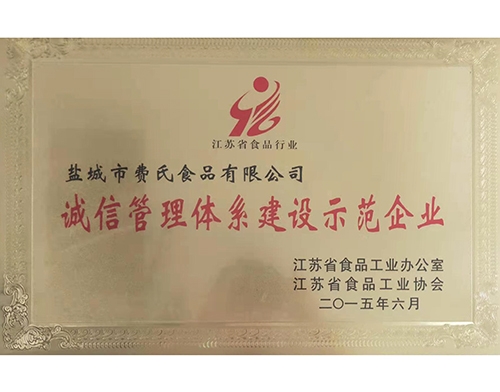 江苏省食品行业
盐城市费氏食品有限公司
诚信管理体系建设示范企业
江苏省食品工业办公室
江苏省食品工业协会
二〇一五年六月